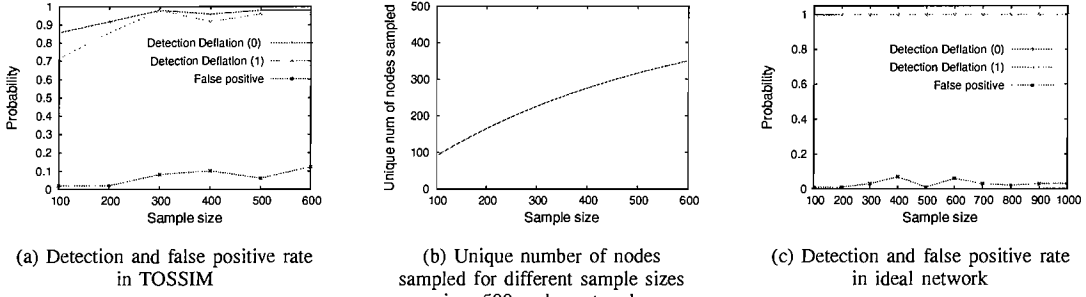 Probability
1
0.9
0.8
0.7
0.6
0.5
0.4
0.3
0.2
0.1
0
Detection Deflation (0)
Detection Deflation (1)
False positive
100 200 300 400 500 600
Sample size
(a) Detection and false positive rate
in TOSSIM
Unique num of nodes sampled
500
400
300
200
100
0
100 200 300 400 500 600
Sample size
(b) Unique number of nodes
sampled for different sample sizes
Probability
1
0.8
0.6
0.4
0.2
0
Detection Deflation (0)
Detection Deflation (1)
False positive
100 200 300 400 500 600 700 800 900 1000
Sample size
(c) Detection and false positive rate
in ideal network